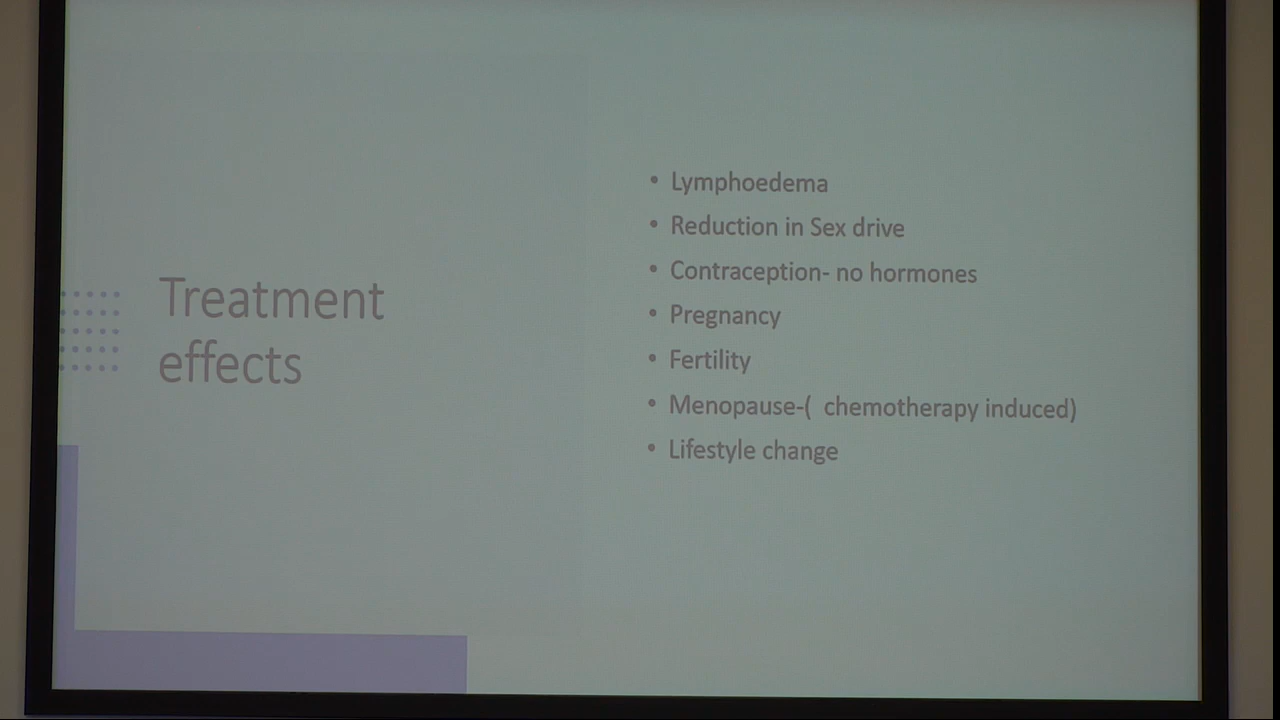 Treatment
effects
• Lymphoedema
• Reduction in Sex drive
• Contraception- no hormones
• Pregnancy
• Fertility
• Menopause-(  chemotherapy induced)
• Lifestyle change